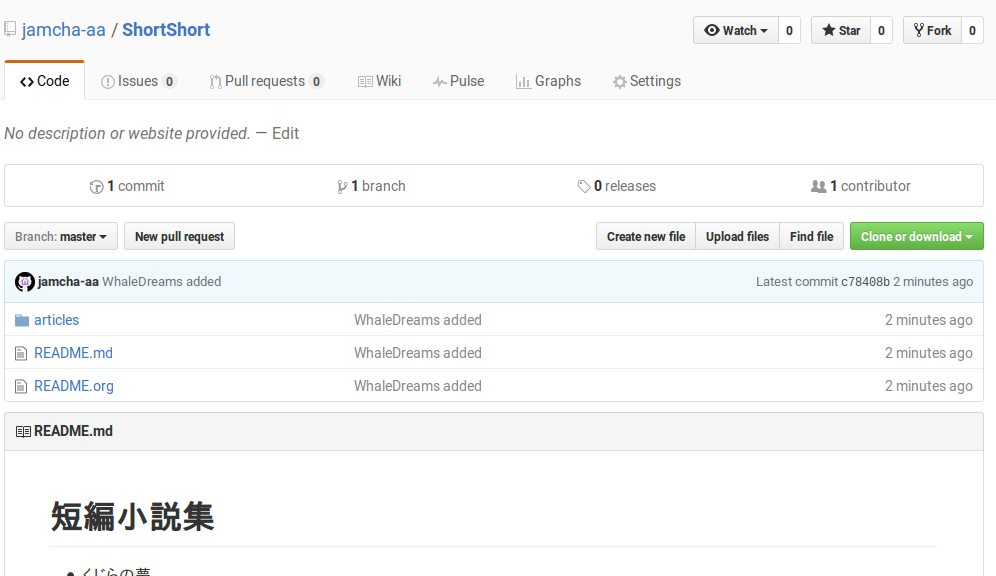 jamcha-aa / ShortShort
Watch 0 Star 0 Fork 0
Code Issues 0 Pull requests 0 Wiki Pulse Graphs Settings
No description or website provided. — Edit
1 commit 1 branch 0 releases 1 contributor
Branch: master New pull request Create new file Upload files Find file Clone or download
jamcha-aa WhaleDreams added Latest commit c78408b 2 minutes ago
articles WhaleDreams added 2 minutes ago
README.md WhaleDreams added 2 minutes ago
README.org WhaleDreams added 2 minutes ago
README.md
短編小説集
くじらの夢